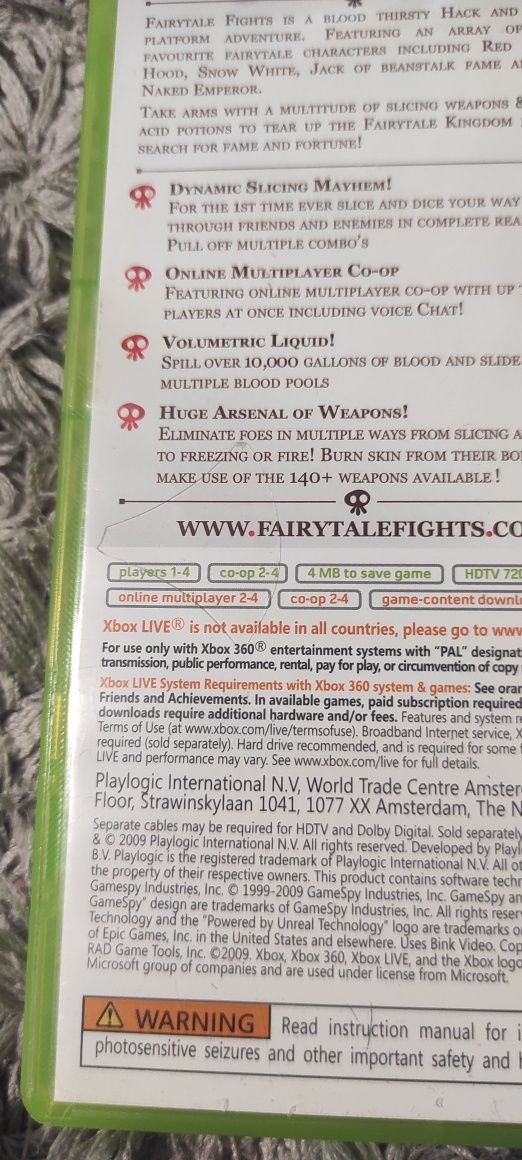 Fairytale Fights is a blood thirsty Hack and
platform adventure. Featuring an array of
favourite fairytale characters including Red
Hood, Snow White, Jack of beanstalk fame
Naked Emperor.
Take arms with a multitude of slicing weapons &
acid potions to tear up the Fairytale Kingdom
search for fame and fortune!
Dynamic Slicing Mayhem!
For the 1st time ever slice and dice your way
through friends and enemies in complete
Pull off multiple combo's
Online Multiplayer Co-op
Featuring online multiplayer co-op with up
players at once including voice Chat!
Volumetric Liquid!
Spill over 10,000 gallons of blood and slide
multiple blood pools
Huge Arsenal of Weapons!
Eliminate foes in multiple ways from slicing
to freezing or fire! Burn skin from their
make use of the 140+ weapons available!
WWW.FAIRYTALEFIGHTS.CO
players 1-4 co-op 2-4 4 MB to save game HDTV 720
online multiplayer 2-4 co-op 2-4 game-content
Xbox LIVE® is not available in all countries, please go to www
For use only with Xbox 360® entertainment systems with "PAL"
transmission, public performance, rental, pay for play, or circumvention of copy
Xbox LIVE System Requirements with Xbox 360 system & games: See
Friends and Achievements. In available games, paid subscription required
downloads require additional hardware and/or fees. Features and system
Terms of Use (at www.xbox.com/live/termsofuse). Broadband Internet service,
required (sold separately). Hard drive recommended, and is required for some
LIVE and performance may vary. See www.xbox.com/live for full details.
Playlogic International N.V, World Trade Centre
Floor, Strawinskylaan 1041, 1077 XX Amsterdam, The N
Separate cables may be required for HDTV and Dolby Digital. Sold separately
& © 2009 Playlogic International N.V. All rights reserved. Developed by
B.V. Playlogic is the registered trademark of Playlogic International N.V. All
the property of their respective owners. This product contains software
Gamespy Industries, Inc. © 1999-2009 GameSpy Industries, Inc. GameSpy
GameSpy" design are trademarks of GameSpy Industries, Inc. All rights
Technology and the "Powered by Unreal Technology" logo are trademarks
of Epic Games, Inc. in the United States and elsewhere. Uses Bink Video.
RAD Game Tools, Inc. ©2009. Xbox, Xbox 360, Xbox LIVE, and the Xbox
Microsoft group of companies and are used under license from Microsoft.
WARNING Read instruction manual for
photosensitive seizures and other important safety and